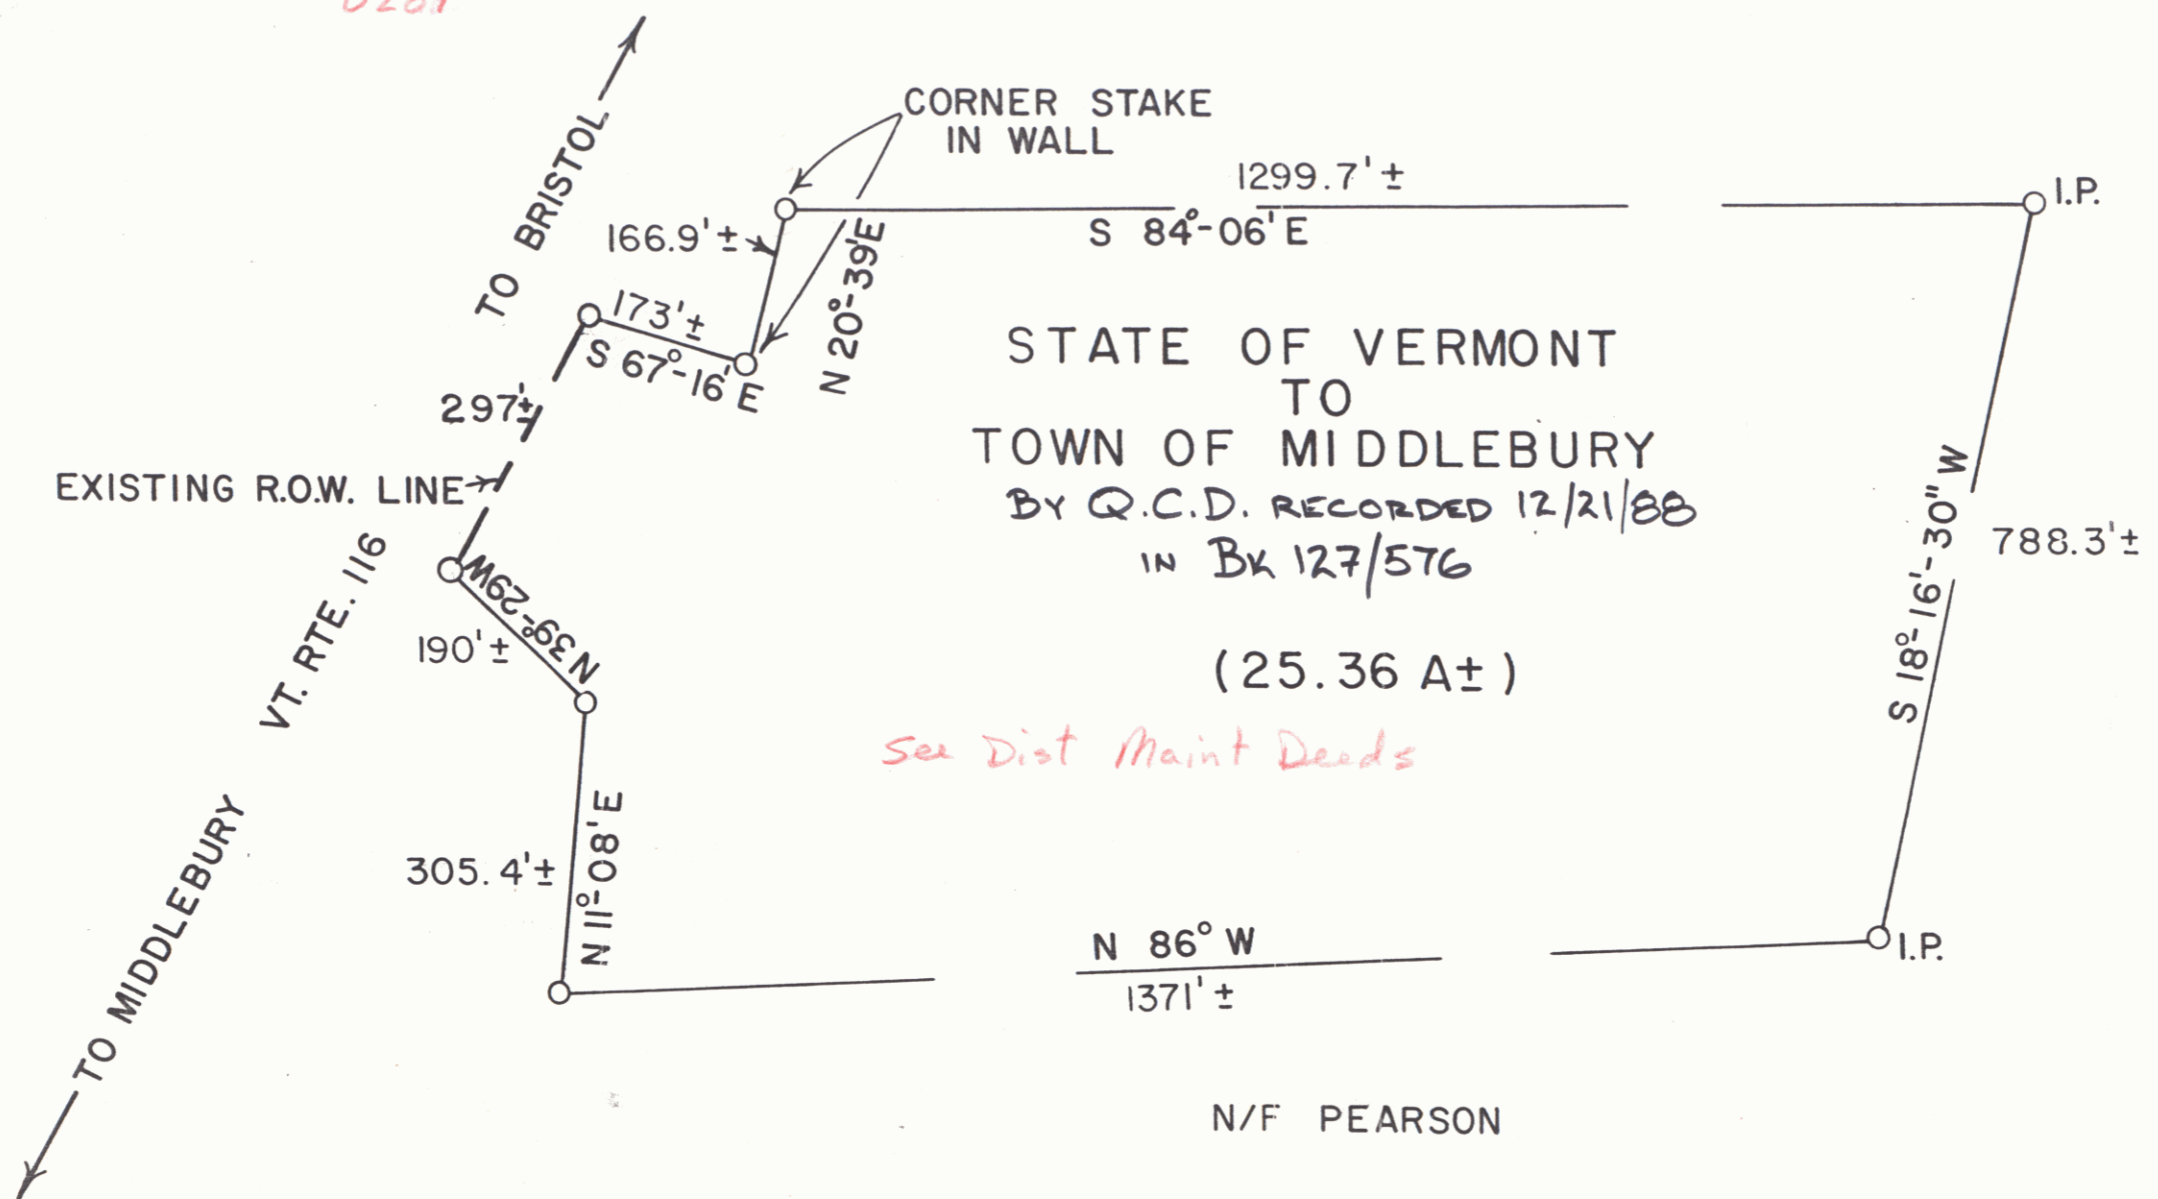 TO BRISTOL
CORNER STAKE
IN WALL
1299.7'±
I.P.
S 84°-06'E
166.9'±
N 20°-39'E
173'±
S 67°-16'E
STATE OF VERMONT
TO
TOWN OF MIDDLEBURY
BY Q.C.D. RECORDED 12/21/88
IN BK 127/576
(25.36 A±)
See Dist Maint Deeds
297'±
EXISTING R.O.W. LINE
VT. RTE. 116
N 39°-29W
190'±
S 18°-16'-30" W
788.3'±
305.4'±
N 11°-08'E
TO MIDDLEBURY
N 86° W
1371'±
I.P.
N/F PEARSON